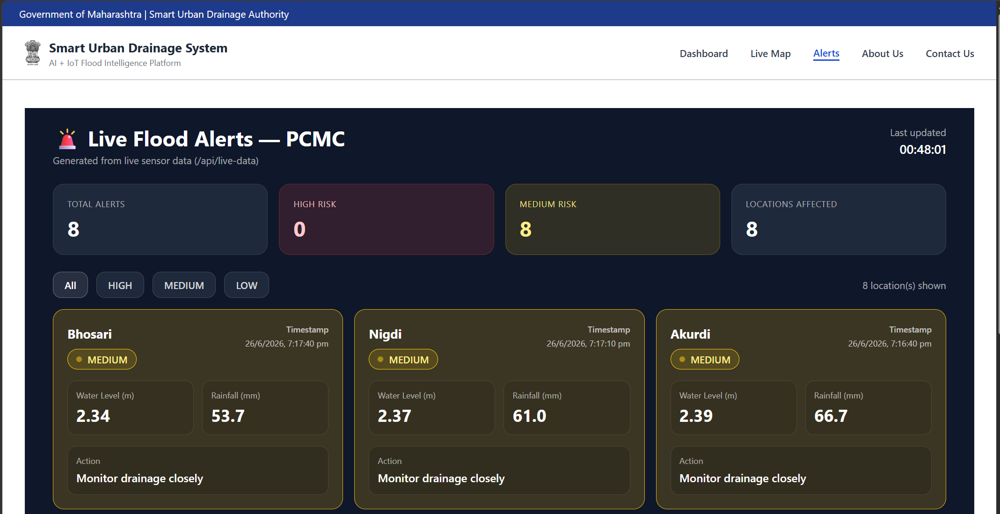 Government of Maharashtra | Smart Urban Drainage Authority
Smart Urban Drainage System
AI + IoT Flood Intelligence Platform
Dashboard
Live Map
Alerts
About Us
Contact Us
Live Flood Alerts — PCMC
Generated from live sensor data (/api/live-data)
Last updated
00:48:01
TOTAL ALERTS
8
HIGH RISK
0
MEDIUM RISK
8
LOCATIONS AFFECTED
8
All
HIGH
MEDIUM
LOW
8 location(s) shown
Bhosari
Timestamp
26/6/2026, 7:17:40 pm
MEDIUM
Water Level (m)
2.34
Rainfall (mm)
53.7
Action
Monitor drainage closely
Nigdi
Timestamp
26/6/2026, 7:17:10 pm
MEDIUM
Water Level (m)
2.37
Rainfall (mm)
61.0
Action
Monitor drainage closely
Akurdi
Timestamp
26/6/2026, 7:16:40 pm
MEDIUM
Water Level (m)
2.39
Rainfall (mm)
66.7
Action
Monitor drainage closely